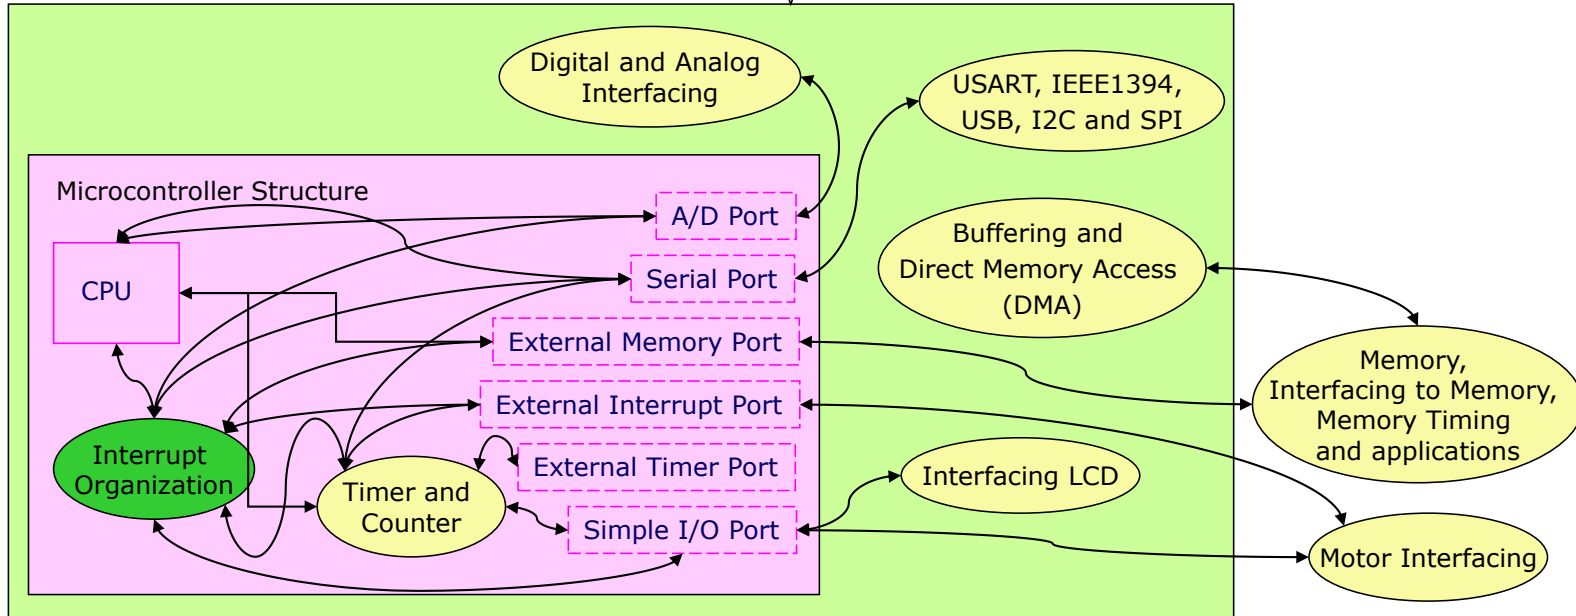 Digital and Analog
Interfacing
USART, IEEE1394,
USB, I2C and SPI
Microcontroller Structure
A/D Port
Buffering and
Direct Memory Access
(DMA)
CPU
Serial Port
External Memory Port
Memory,
Interfacing to Memory,
Memory Timing
and applications
External Interrupt Port
Interrupt
Organization
External Timer Port
Interfacing LCD
Timer and
Counter
Simple I/O Port
Motor Interfacing